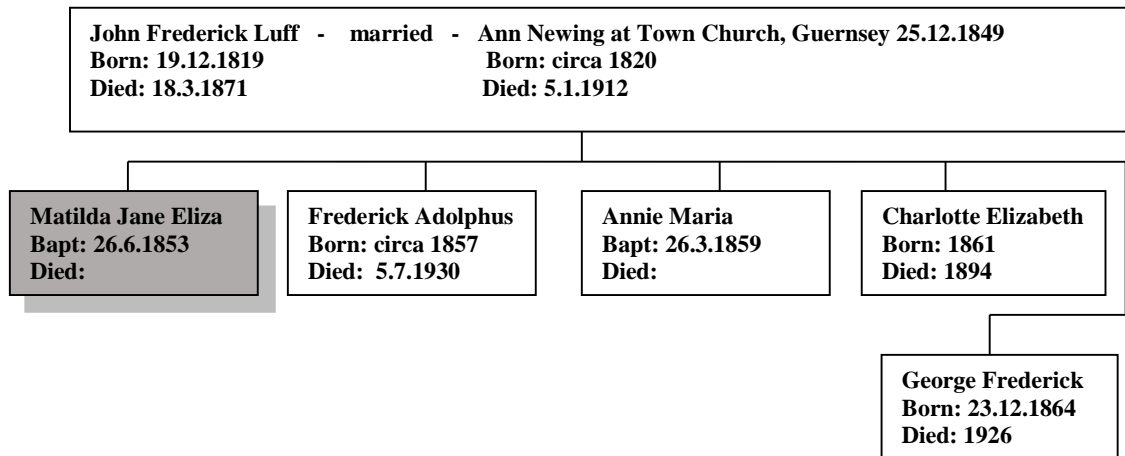 John Frederick Luff - married - Ann Newing at Town Church, Guernsey 25.12.1849
Born: 19.12.1819 Born: circa 1820
Died: 18.3.1871 Died: 5.1.1912
Matilda Jane Eliza
Bapt: 26.6.1853
Died:
Frederick Adolphus
Born: circa 1857
Died: 5.7.1930
Annie Maria
Bapt: 26.3.1859
Died:
Charlotte Elizabeth
Born: 1861
Died: 1894
George Frederick
Born: 23.12.1864
Died: 1926